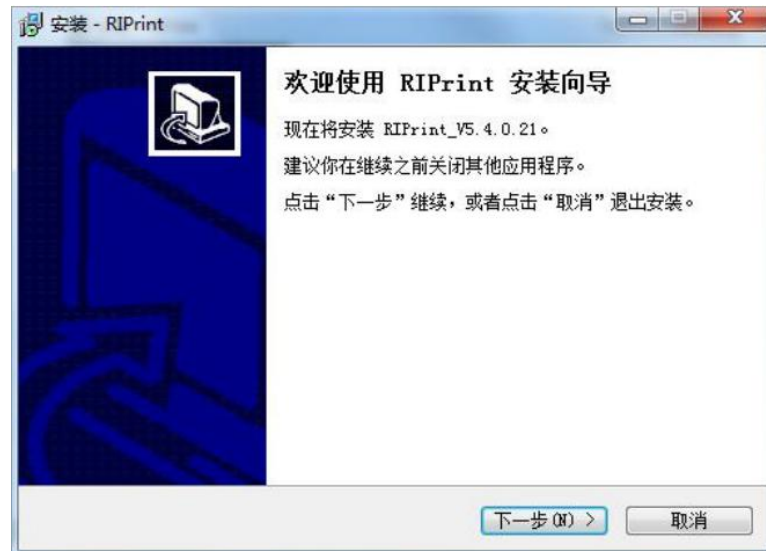 安装 - RIPrint
欢迎使用 RIPrint 安装向导
现在将安装 RIPrint_V5.4.0.21。
建议你在继续之前关闭其他应用程序。
点击“下一步”继续，或者点击“取消”退出安装。
下一步(N) >
取消